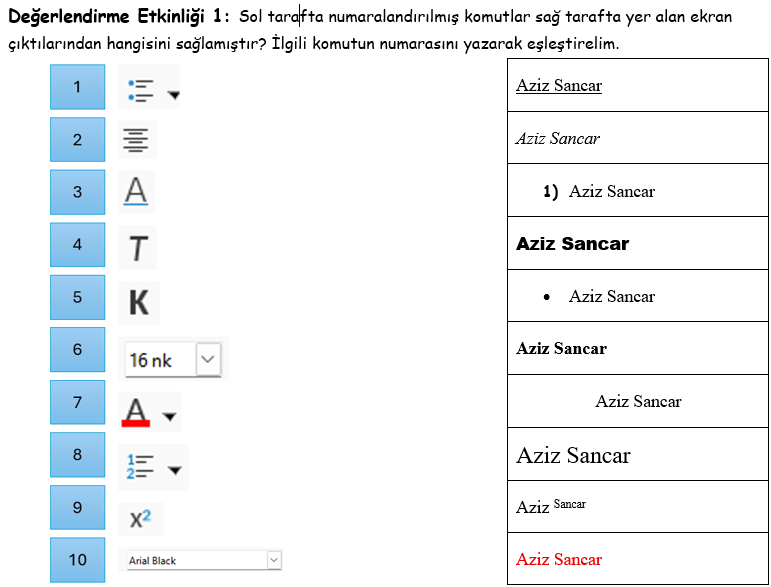 Değerlendirme Etkinliği 1: Sol tarafta numaralandırılmış komutlar sağ tarafta yer alan ekran
çıktılarından hangisini sağlamıştır? İlgili komutun numarasını yazarak eşleştirelim.
1
Aziz Sancar
2
Aziz Sancar
3 A
1) Aziz Sancar
4 T
Aziz Sancar
5 K
• Aziz Sancar
6 16 nk
Aziz Sancar
7 A
Aziz Sancar
8 1 2
Aziz Sancar
9 x²
Aziz Sancar
10 Arial Black
Aziz Sancar